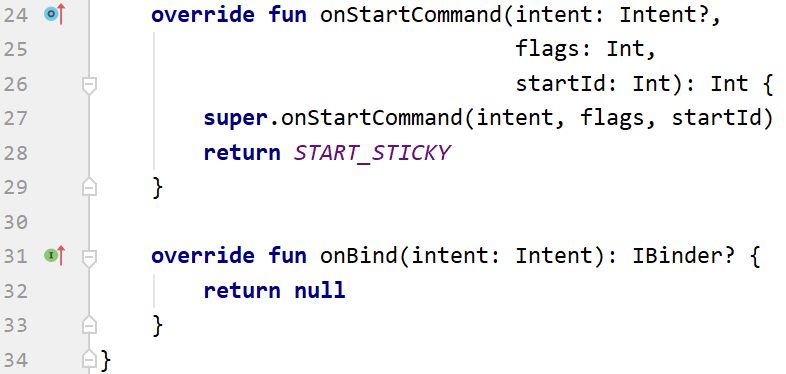 24 override fun onStartCommand(intent: Intent?,
25 flags: Int,
26 startId: Int): Int {
27 super.onStartCommand(intent, flags, startId)
28 return START_STICKY
29 }
30
31 override fun onBind(intent: Intent): IBinder? {
32 return null
33 }
34 }